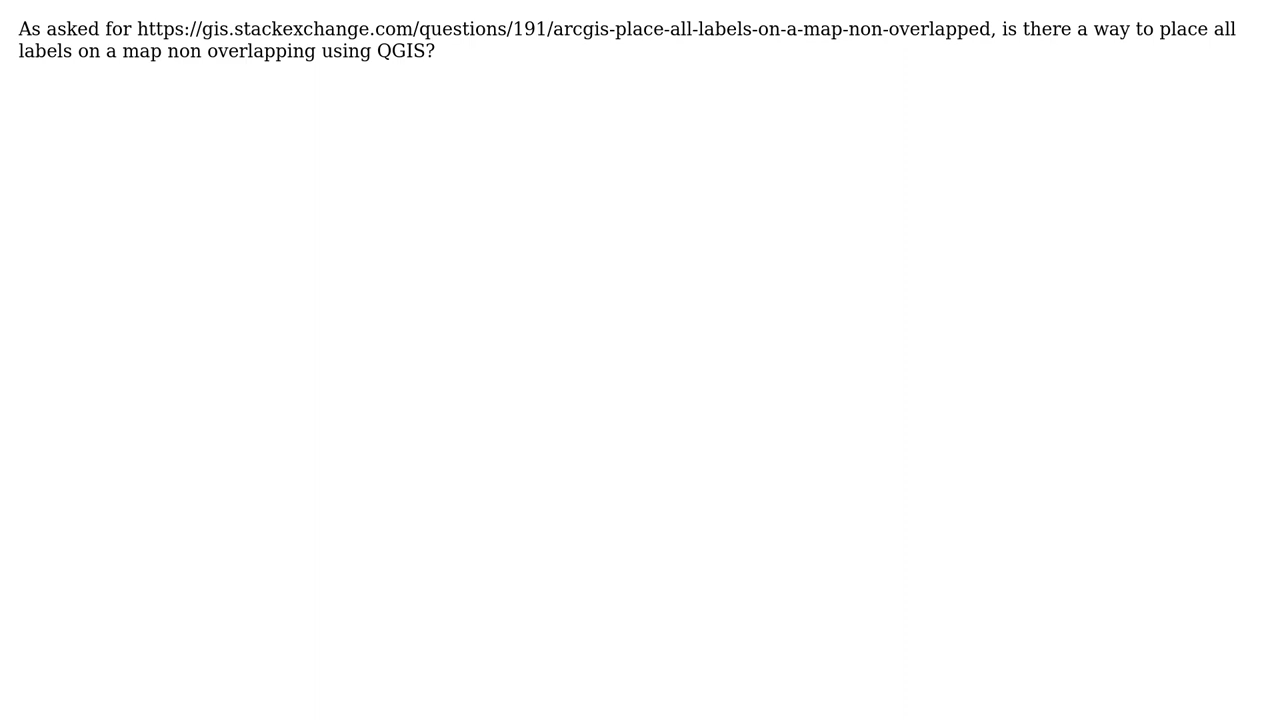 As asked for https://gis.stackexchange.com/questions/191/arcgis-place-all-labels-on-a-map-non-overlapped, is there a way to place all
labels on a map non overlapping using QGIS?